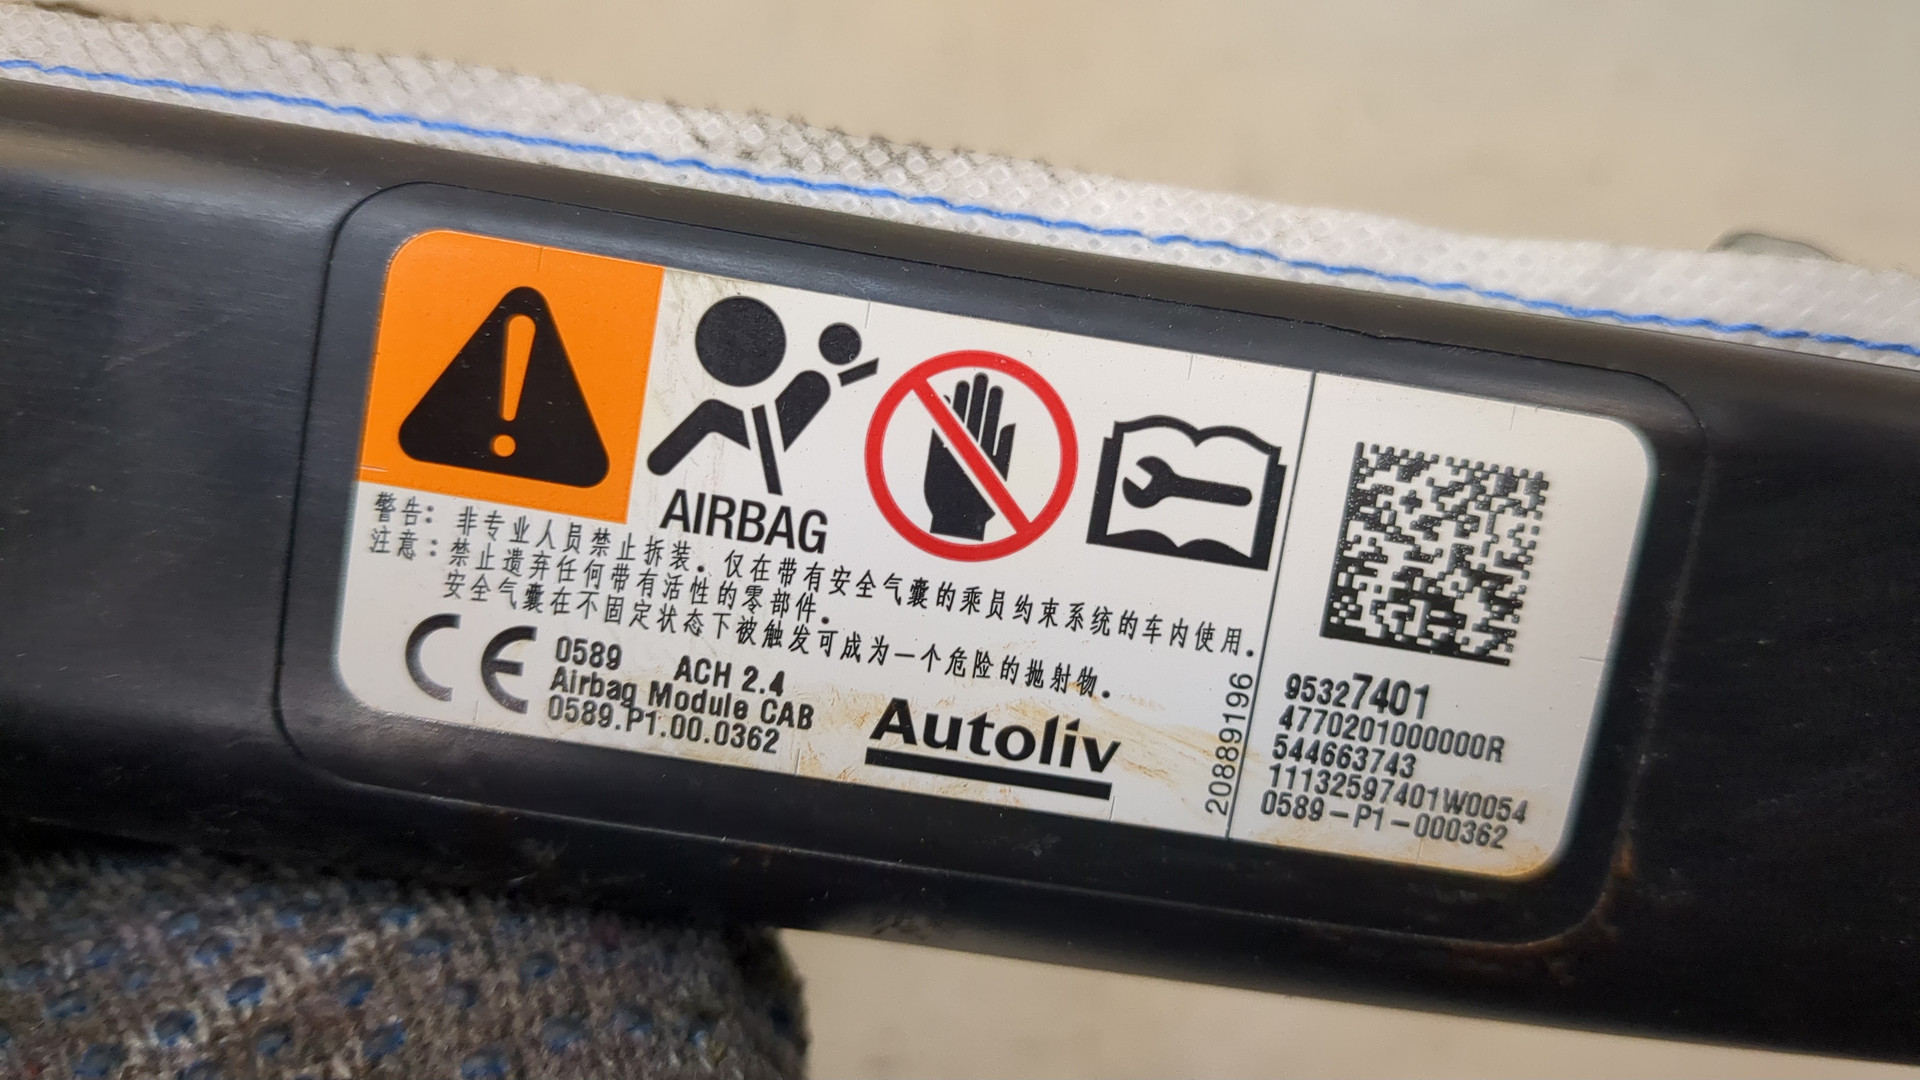 AIRBAG
警告: 非专业人员禁止拆装. 仅在带有安全气囊的乘员约束系统的车内使用.
注意: 禁止遗弃任何带有活性的零部件.
安全气囊在不固定状态下被触发可成为一个危险的抛射物.
CE 0589 ACH 2.4
Airbag Module CAB
0589.P1.00.0362
Autoliv
20889196
95327401
4770201000000R
544663743
11132597401W0054
0589-P1-000362